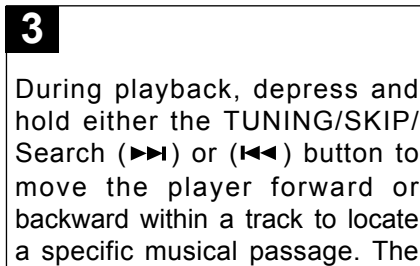 3
During playback, depress and
hold either the TUNING/SKIP/
Search (▶▶I) or (I◀◀) button to
move the player forward or
backward within a track to locate
a specific musical passage. The